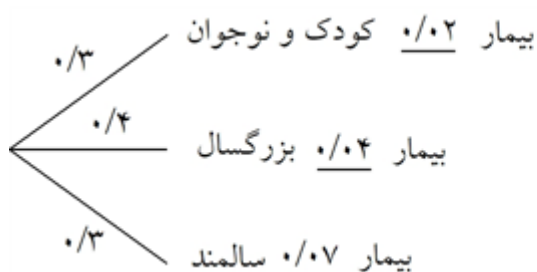 ۰/۳ کودک و نوجوان ۰/۰۲ بیمار
۰/۴ بزرگسال ۰/۰۴ بیمار
۰/۳ سالمند ۰/۰۷ بیمار